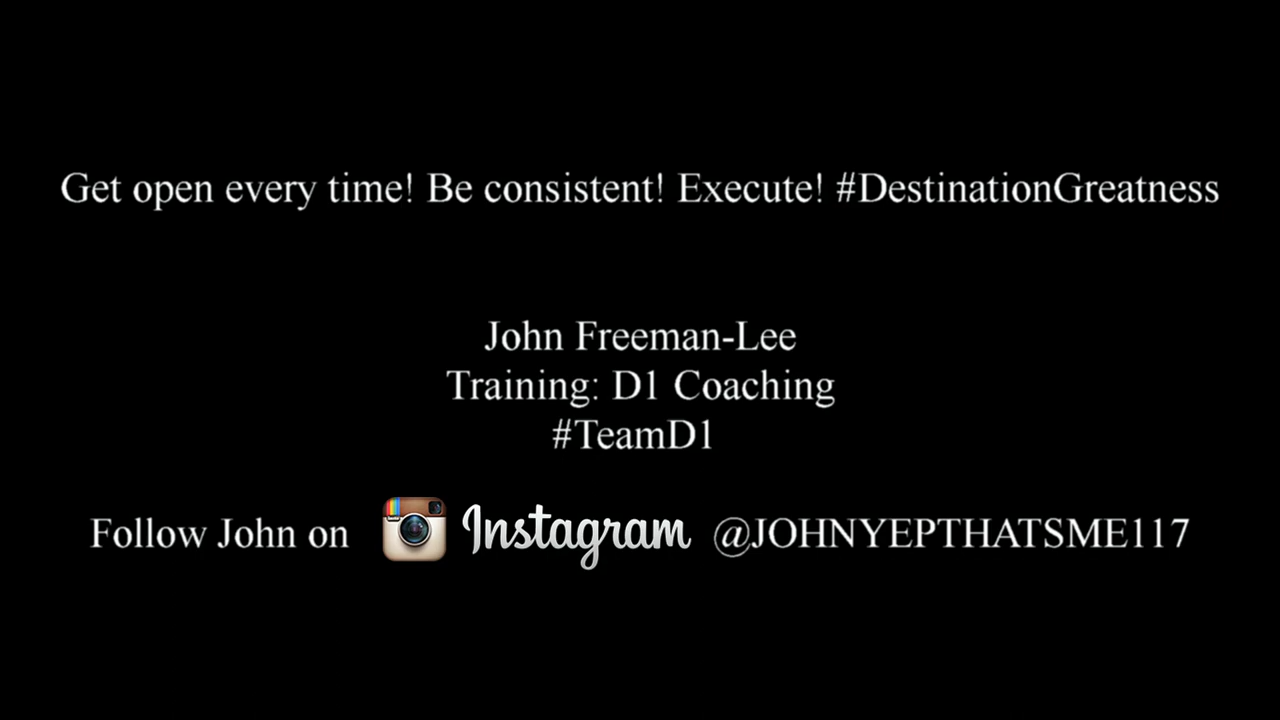 Get open every time! Be consistent! Execute! #DestinationGreatness
John Freeman-Lee
Training: D1 Coaching
#TeamD1
Follow John on Instagram @JOHNYEPTHATSME117